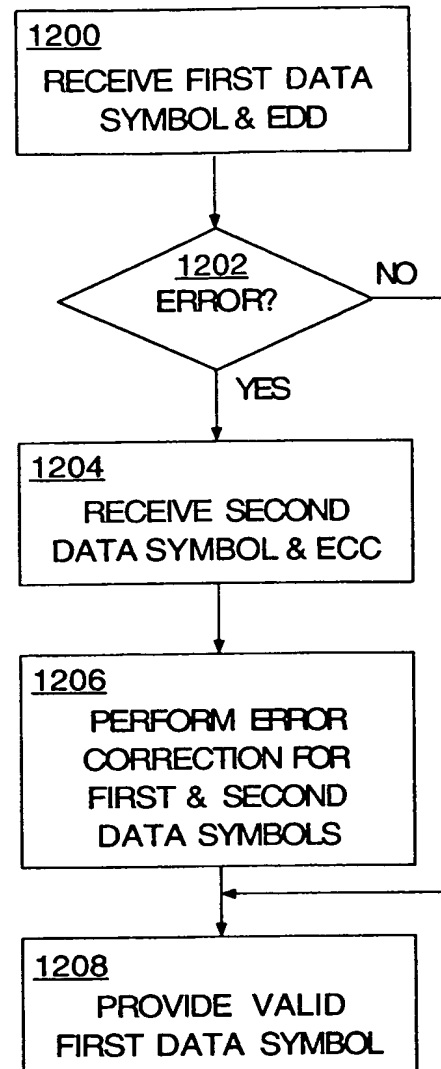 1200
RECEIVE FIRST DATA
SYMBOL & EDD
1202
ERROR?
NO
YES
1204
RECEIVE SECOND
DATA SYMBOL & ECC
1206
PERFORM ERROR
CORRECTION FOR
FIRST & SECOND
DATA SYMBOLS
1208
PROVIDE VALID
FIRST DATA SYMBOL